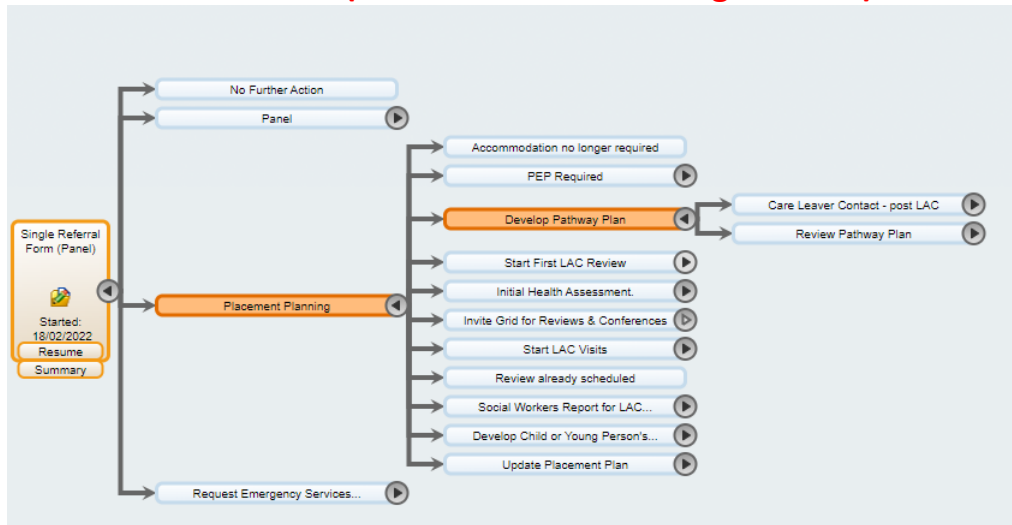 No Further Action
Panel
Accommodation no longer required
PEP Required
Develop Pathway Plan
Care Leaver Contact - post LAC
Review Pathway Plan
Single Referral
Form (Panel)
Started:
18/02/2022
Resume
Summary
Start First LAC Review
Initial Health Assessment.
Placement Planning
Invite Grid for Reviews & Conferences
Start LAC Visits
Review already scheduled
Social Workers Report for LAC...
Develop Child or Young Person's...
Update Placement Plan
Request Emergency Services...